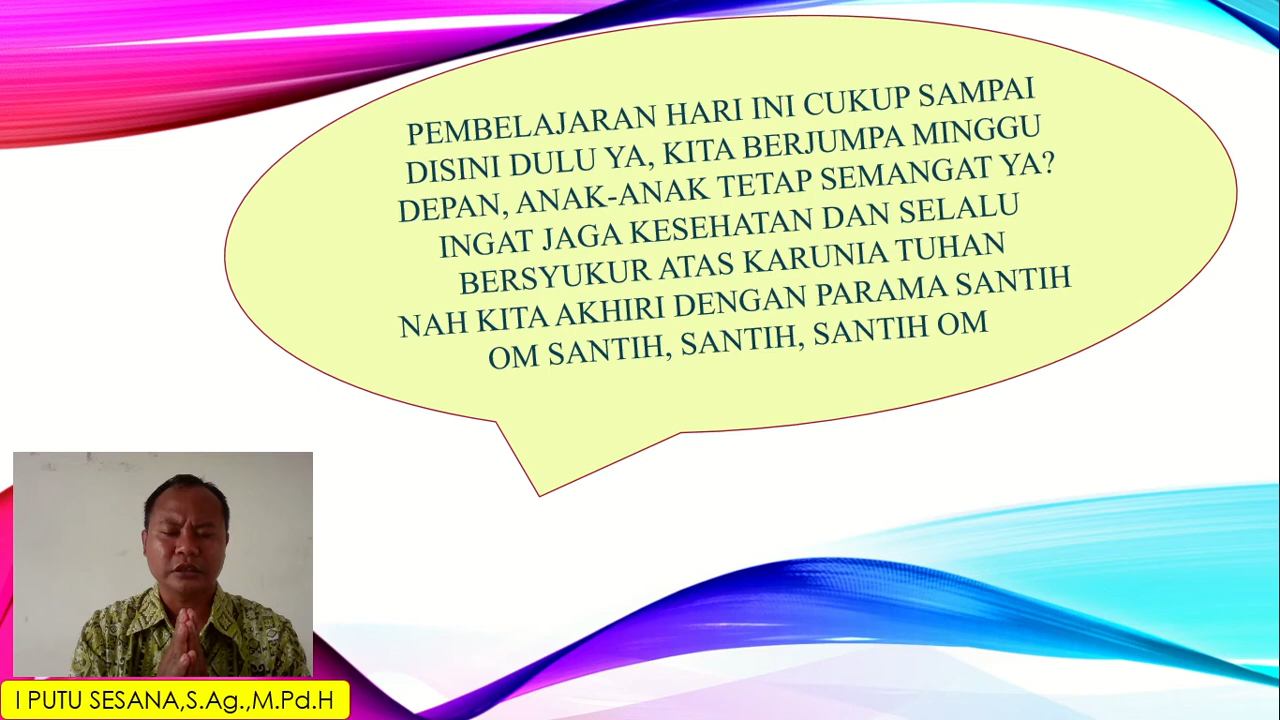 PEMBELAJARAN HARI INI CUKUP SAMPAI
DISINI DULU YA, KITA BERJUMPA MINGGU
DEPAN, ANAK-ANAK TETAP SEMANGAT YA?
INGAT JAGA KESEHATAN DAN SELALU
BERSYUKUR ATAS KARUNIA TUHAN
NAH KITA AKHIRI DENGAN PARAMA SANTIH
OM SANTIH, SANTIH, SANTIH OM
I PUTU SESANA,S.Ag.,M.Pd.H